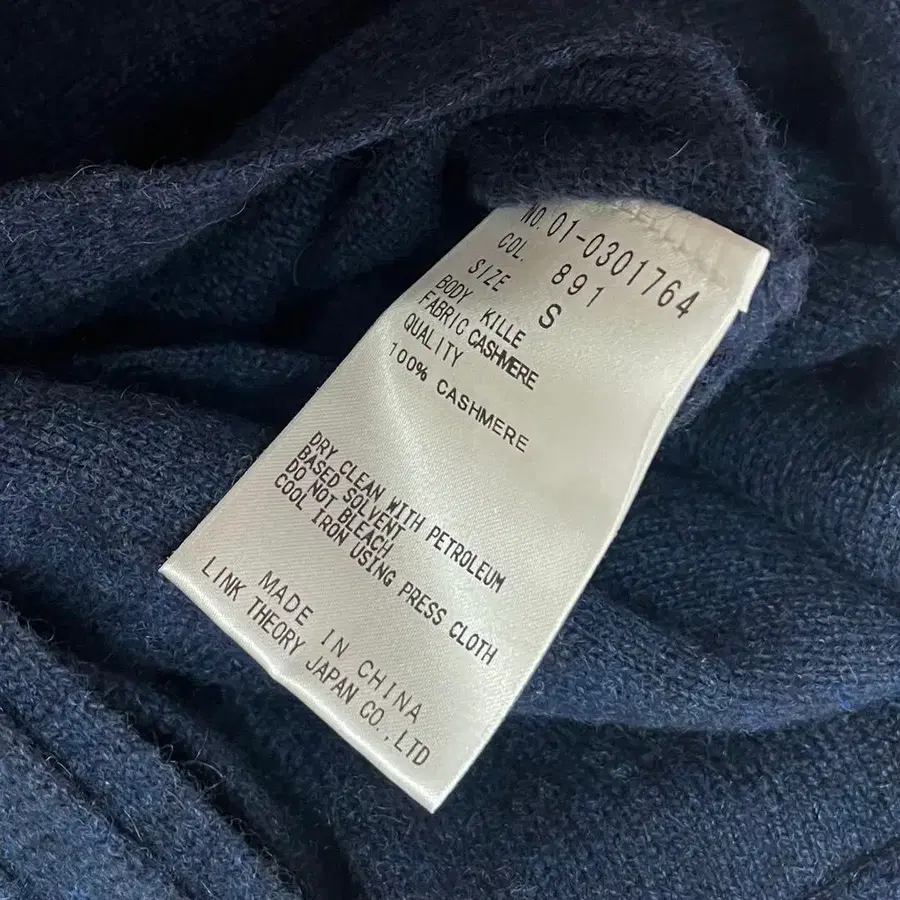 NO. 01-0301764
COL. 891
SIZE S
BODY KILLE
FABRIC CASHMERE
QUALITY
100% CASHMERE
DRY CLEAN WITH PETROLEUM
BASED SOLVENT
DO NOT BLEACH
COOL IRON USING PRESS CLOTH
MADE IN CHINA
LINK THEORY JAPAN CO.,LTD